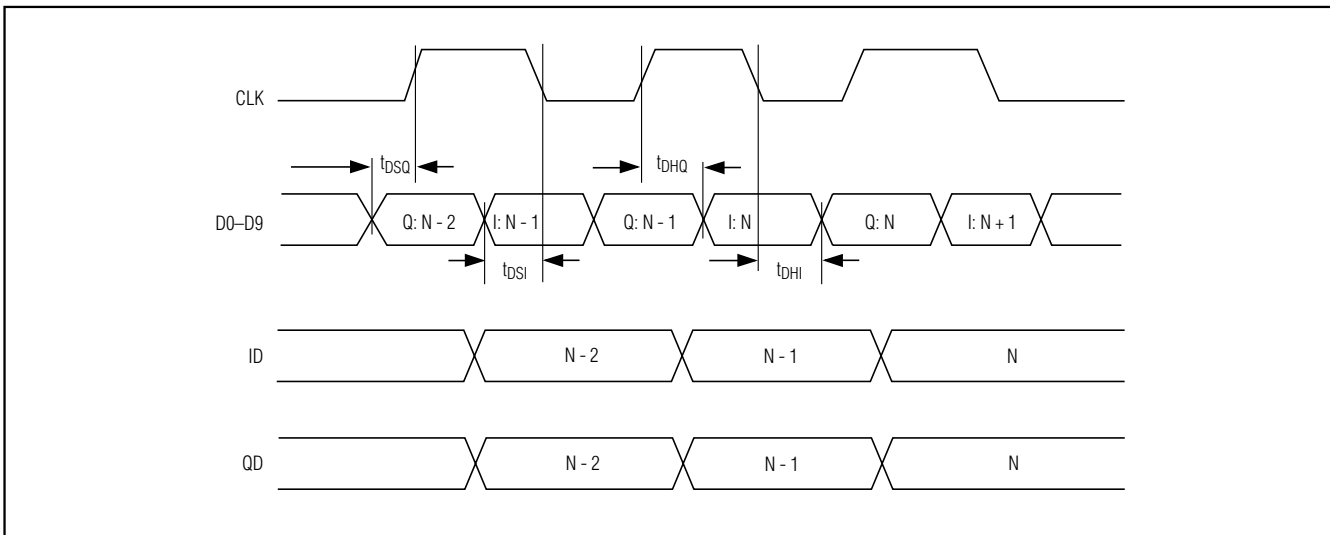 CLK
tDSQ
tDHQ
D0–D9
Q: N - 2
I: N - 1
Q: N - 1
I: N
Q: N
I: N + 1
tDSI
tDHI
ID
N - 2
N - 1
N
QD
N - 2
N - 1
N